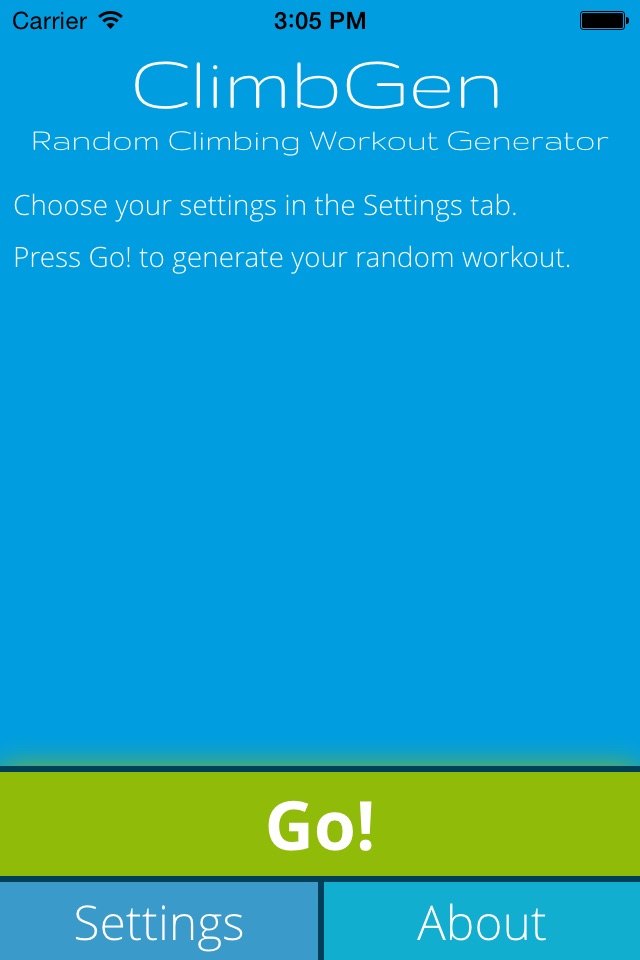 Carrier 3:05 PM
ClimbGen
Random Climbing Workout Generator
Choose your settings in the Settings tab.
Press Go! to generate your random workout.
Go!
Settings About